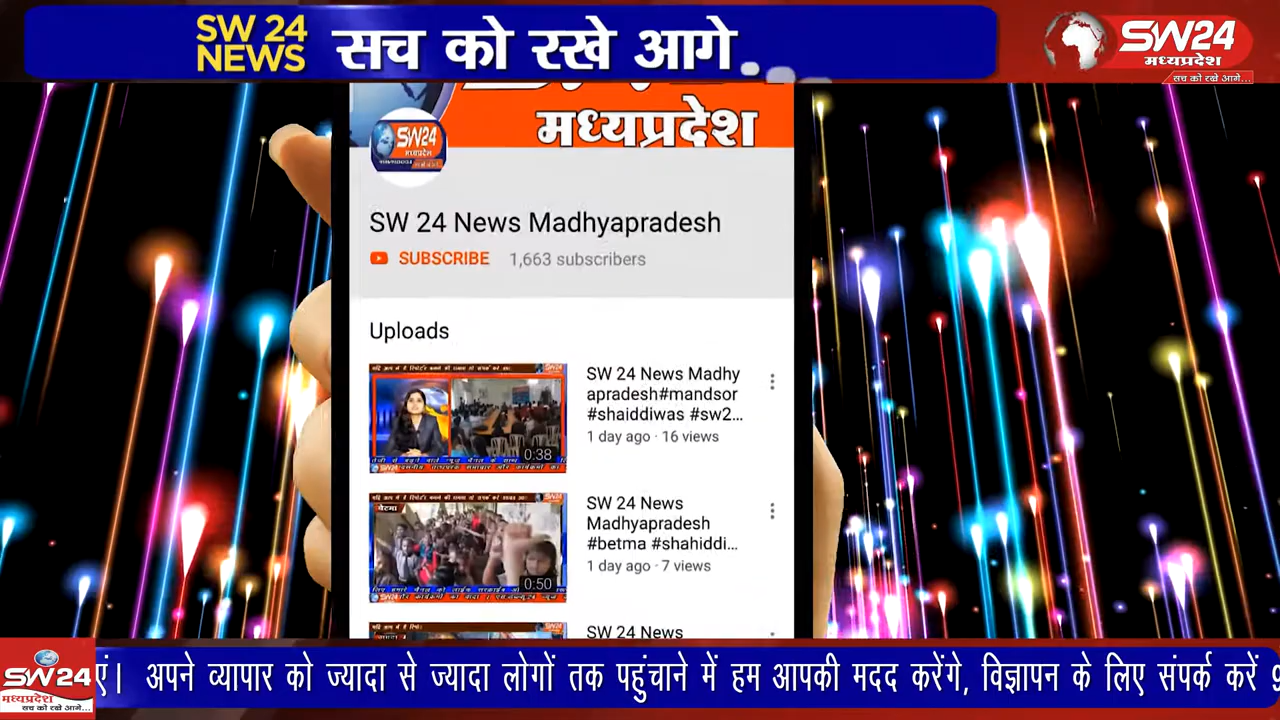 SW 24
NEWS
सच को रखे आगे...
SW24
मध्यप्रदेश
सच को रखे आगे...
मध्यप्रदेश
SW24
SW 24 News Madhyapradesh
SUBSCRIBE 1,663 subscribers
Uploads
SW 24 News Madhy
apradesh#mandsor
#shaiddiwas #sw2...
1 day ago · 16 views
0:38
SW 24 News
Madhyapradesh
#betma #shahiddi...
1 day ago · 7 views
बेटमा
0:50
SW 24 News
SW24
मध्यप्रदेश
सच को रखे आगे...
एं। अपने व्यापार को ज्यादा से ज्यादा लोगों तक पहुंचाने में हम आपकी मदद करेंगे, विज्ञापन के लिए संपर्क करें 9